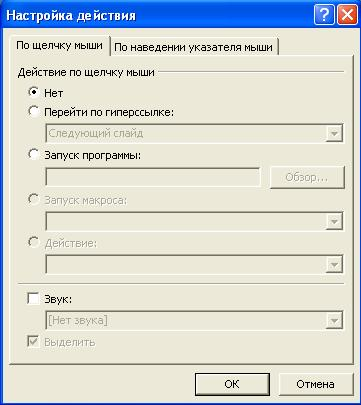 Настройка действия
По щелчку мыши По наведении указателя мыши
Действие по щелчку мыши
Нет
Перейти по гиперссылке:
Следующий слайд
Запуск программы:
Обзор...
Запуск макроса:
Действие:
Звук:
[Нет звука]
Выделить
ОК Отмена